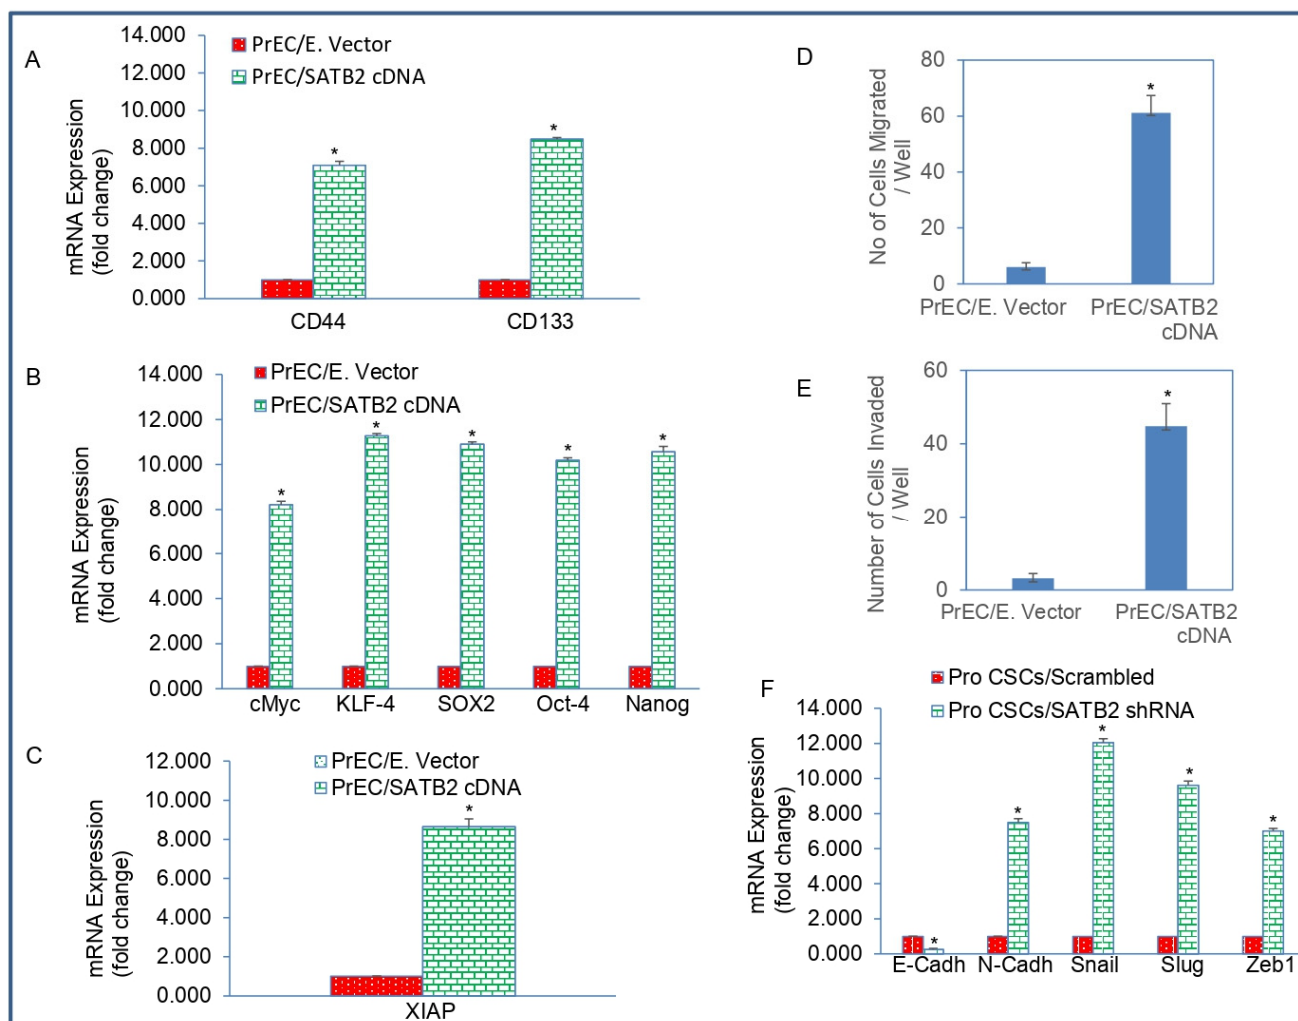 A
14.000
12.000
10.000
8.000
6.000
4.000
2.000
0.000
mRNA Expression
(fold change)
PrEC/E. Vector
PrEC/SATB2 cDNA
*
*
CD44
CD133
B
14.000
12.000
10.000
8.000
6.000
4.000
2.000
0.000
mRNA Expression
(fold change)
PrEC/E. Vector
PrEC/SATB2 cDNA
*
*
*
*
*
cMyc
KLF-4
SOX2
Oct-4
Nanog
C
12.000
10.000
8.000
6.000
4.000
2.000
0.000
mRNA Expression
(fold change)
PrEC/E. Vector
PrEC/SATB2 cDNA
*
XIAP
D
80
60
40
20
0
No of Cells Migrated
/ Well
*
PrEC/E. Vector
PrEC/SATB2
cDNA
E
60
40
20
0
Number of Cells Invaded
/ Well
*
PrEC/E. Vector
PrEC/SATB2
cDNA
F
Pro CSCs/Scrambled
Pro CSCs/SATB2 shRNA
14.000
12.000
10.000
8.000
6.000
4.000
2.000
0.000
mRNA Expression
(fold change)
*
*
*
*
*
E-Cadh
N-Cadh
Snail
Slug
Zeb1